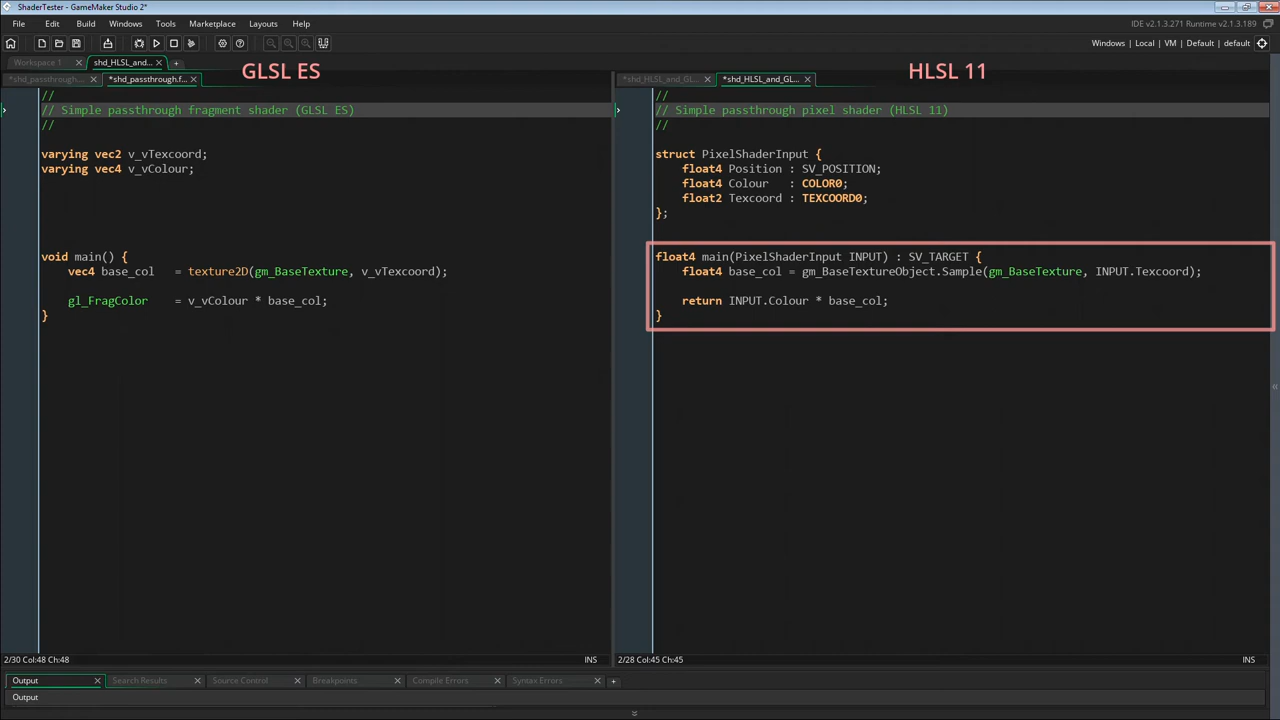 ShaderTester - GameMaker Studio 2*
File Edit Build Windows Tools Marketplace Layouts Help
IDE v2.1.3.271 Runtime v2.1.3.189
Windows | Local | VM | Default | default
Workspace 1 shd_HLSL_and...
GLSL ES
HLSL 11
*shd_passthrough.... *shd_passthrough.f...
*shd_HLSL_and_GL... *shd_HLSL_and_GL...
//
// Simple passthrough fragment shader (GLSL ES)
//
varying vec2 v_vTexcoord;
varying vec4 v_vColour;
void main() {
vec4 base_col = texture2D(gm_BaseTexture, v_vTexcoord);
gl_FragColor = v_vColour * base_col;
}
//
// Simple passthrough pixel shader (HLSL 11)
//
struct PixelShaderInput {
float4 Position : SV_POSITION;
float4 Colour : COLOR0;
float2 Texcoord : TEXCOORD0;
};
float4 main(PixelShaderInput INPUT) : SV_TARGET {
float4 base_col = gm_BaseTextureObject.Sample(gm_BaseTexture, INPUT.Texcoord);
return INPUT.Colour * base_col;
}
2/30 Col:48 Ch:48 INS
2/28 Col:45 Ch:45 INS
Output Search Results Source Control Breakpoints Compile Errors Syntax Errors
Output